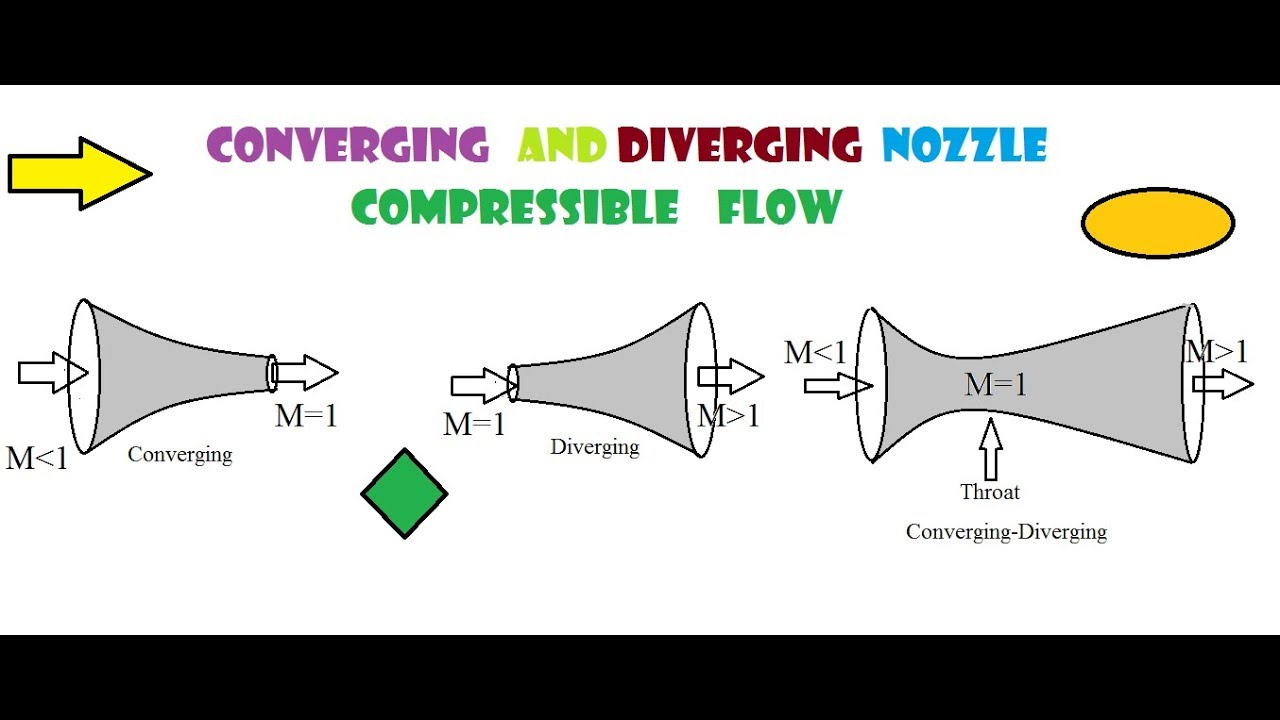 CONVERGING AND DIVERGING NOZZLE
COMPRESSIBLE FLOW
M<1
M=1
Converging
M=1
M>1
Diverging
M<1
M=1
M>1
Throat
Converging-Diverging